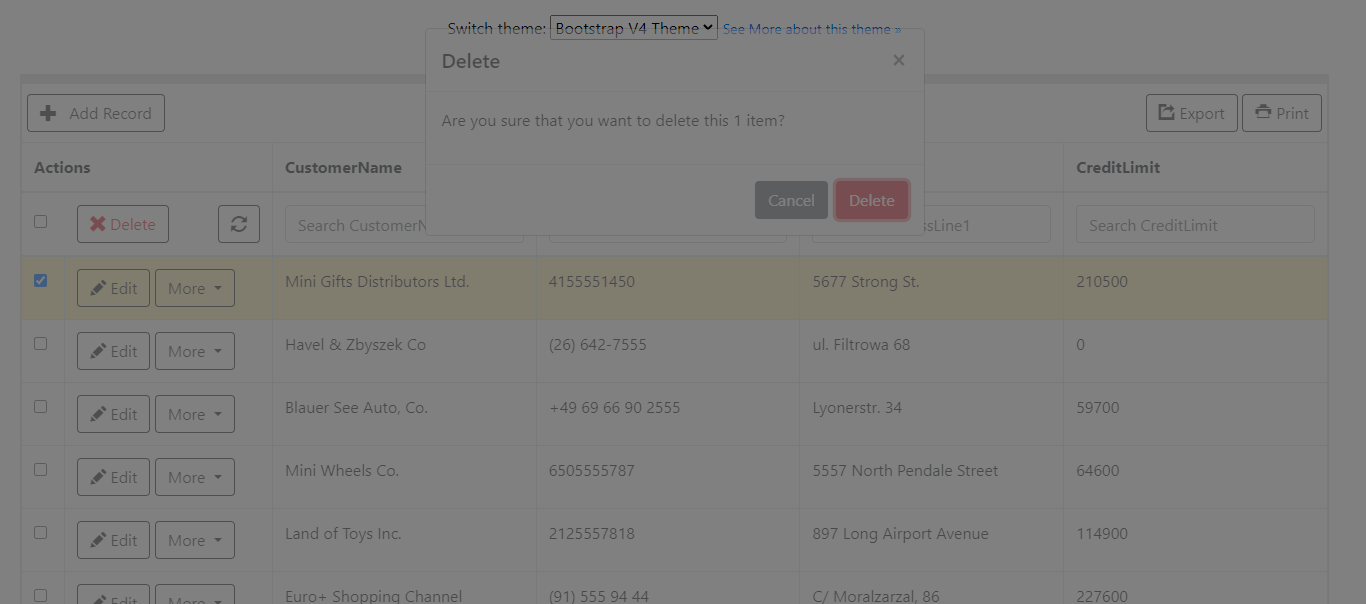 Switch theme: Bootstrap V4 Theme See More about this theme »
Delete ×
Add Record Export Print
Are you sure that you want to delete this 1 item?
Actions CustomerName CreditLimit
Cancel Delete
Delete Search CustomerN ssLine1 Search CreditLimit
Edit More Mini Gifts Distributors Ltd. 4155551450 5677 Strong St. 210500
Edit More Havel & Zbyszek Co (26) 642-7555 ul. Filtrowa 68 0
Edit More Blauer See Auto, Co. +49 69 66 90 2555 Lyonerstr. 34 59700
Edit More Mini Wheels Co. 6505555787 5557 North Pendale Street 64600
Edit More Land of Toys Inc. 2125557818 897 Long Airport Avenue 114900
Edit More Euro+ Shopping Channel (91) 555 94 44 C/ Moralzarzal, 86 227600